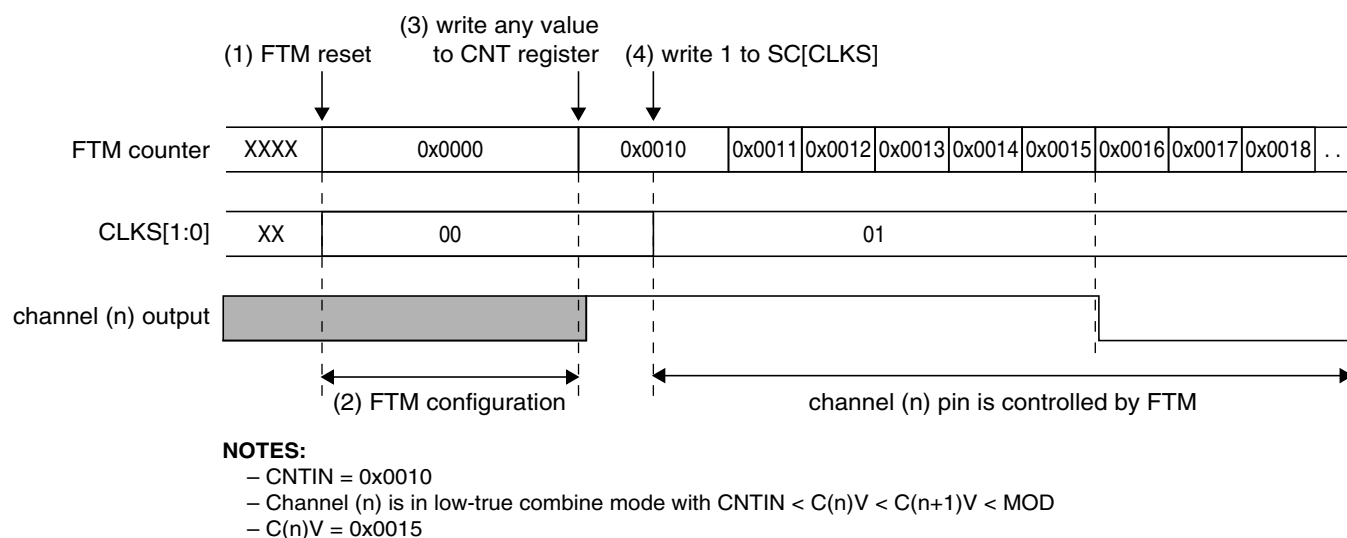 (3) write any value
(1) FTM reset to CNT register (4) write 1 to SC[CLKS]
FTM counter XXXX 0x0000 0x0010 0x0011 0x0012 0x0013 0x0014 0x0015 0x0016 0x0017 0x0018 . .
CLKS[1:0] XX 00 01
channel (n) output
(2) FTM configuration channel (n) pin is controlled by FTM
NOTES:
– CNTIN = 0x0010
– Channel (n) is in low-true combine mode with CNTIN < C(n)V < C(n+1)V < MOD
– C(n)V = 0x0015